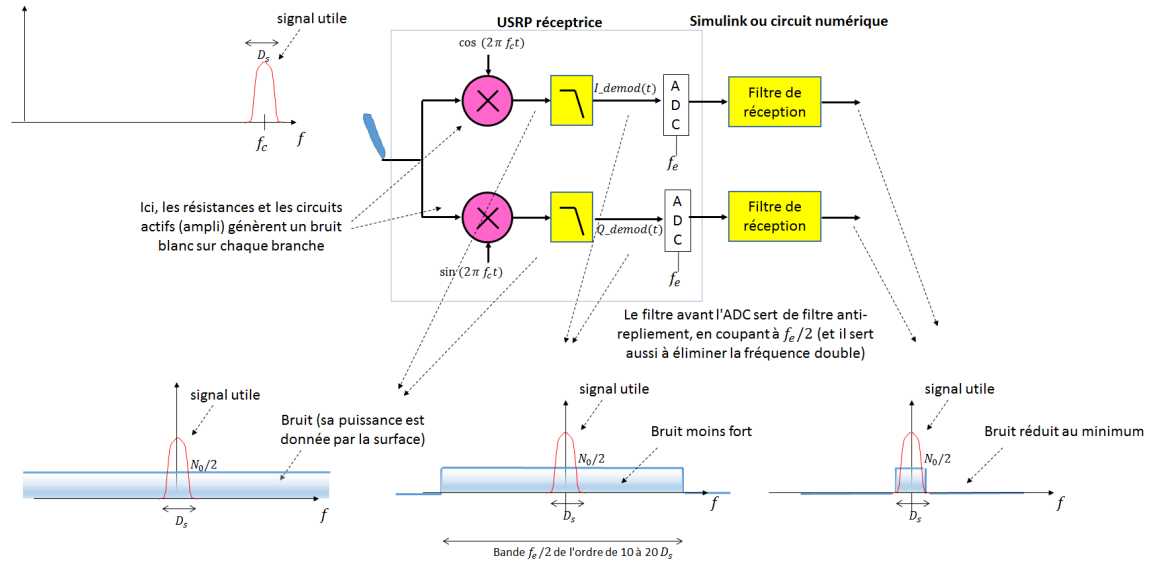 USRP réceptrice
Simulink ou circuit numérique
signal utile
D_s
f_c
f
cos (2π f_c t)
I_demod(t)
A
D
C
f_e
Filtre de
réception
Ici, les résistances et les circuits
actifs (ampli) génèrent un bruit
blanc sur chaque branche
Q_demod(t)
A
D
C
f_e
Filtre de
réception
sin (2π f_c t)
Le filtre avant l'ADC sert de filtre anti-
repliement, en coupant à f_e/2 (et il sert
aussi à éliminer la fréquence double)
signal utile
Bruit (sa puissance est
donnée par la surface)
N_0/2
D_s
f
signal utile
Bruit moins fort
N_0/2
D_s
f
Bande f_e/2 de l'ordre de 10 à 20 D_s
signal utile
Bruit réduit au minimum
N_0/2
D_s
f